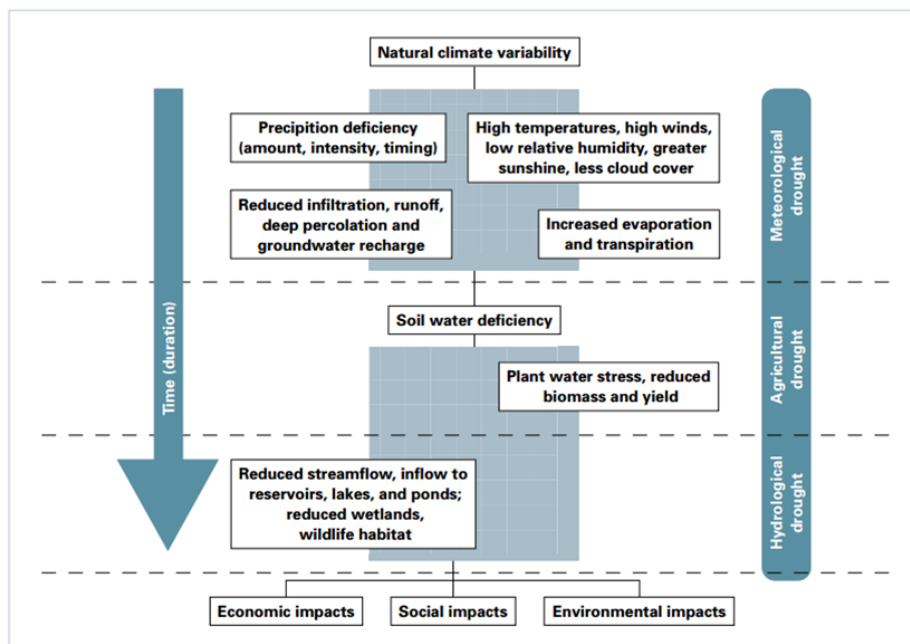 Natural climate variability
Precipition deficiency
(amount, intensity, timing)
High temperatures, high winds,
low relative humidity, greater
sunshine, less cloud cover
Reduced infiltration, runoff,
deep percolation and
groundwater recharge
Increased evaporation
and transpiration
Meteorological
drought
Time (duration)
Soil water deficiency
Plant water stress, reduced
biomass and yield
Agricultural
drought
Reduced streamflow, inflow to
reservoirs, lakes, and ponds;
reduced wetlands,
wildlife habitat
Hydrological
drought
Economic impacts
Social impacts
Environmental impacts